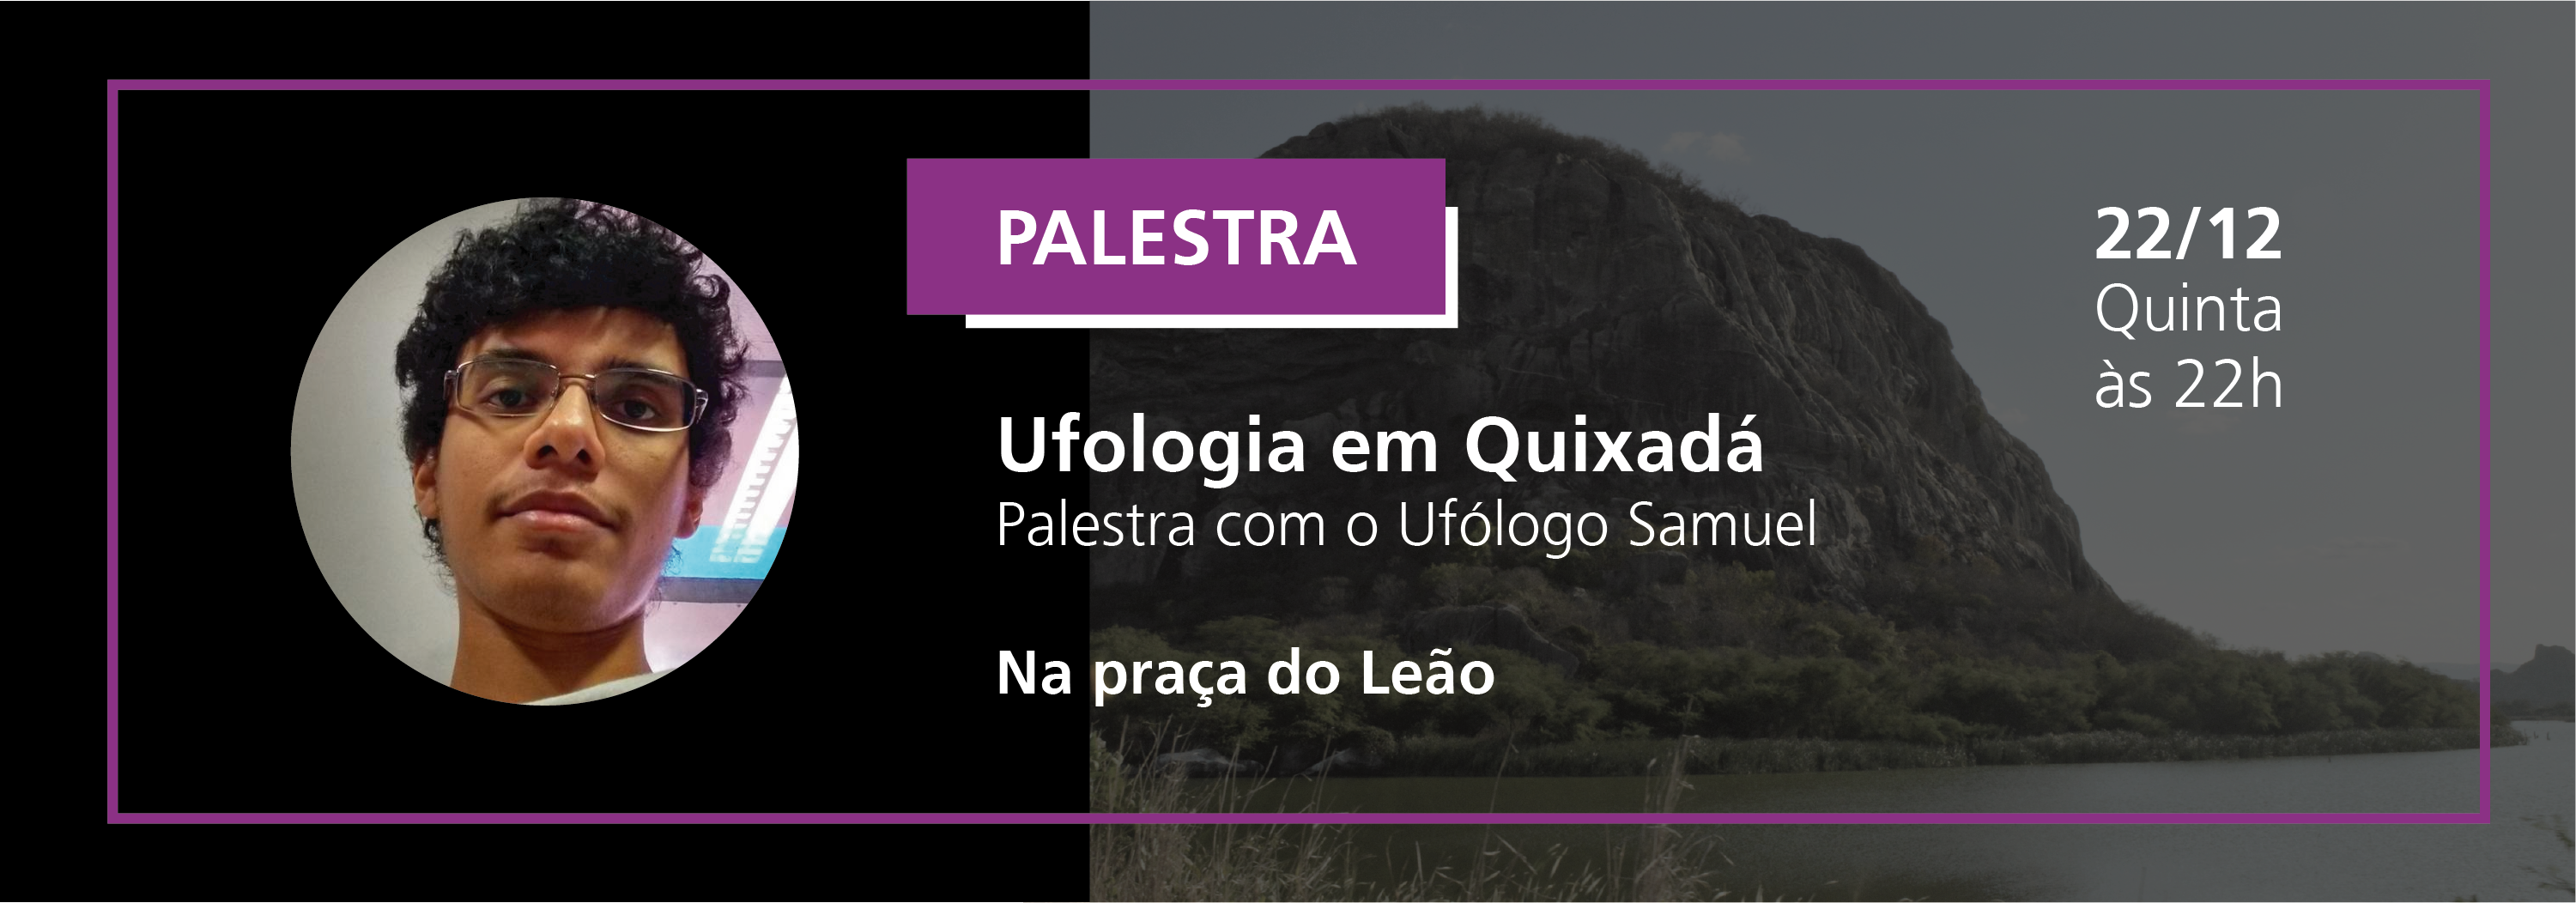 PALESTRA
Ufologia em Quixadá
Palestra com o Ufólogo Samuel
Na praça do Leão
22/12
Quinta
às 22h